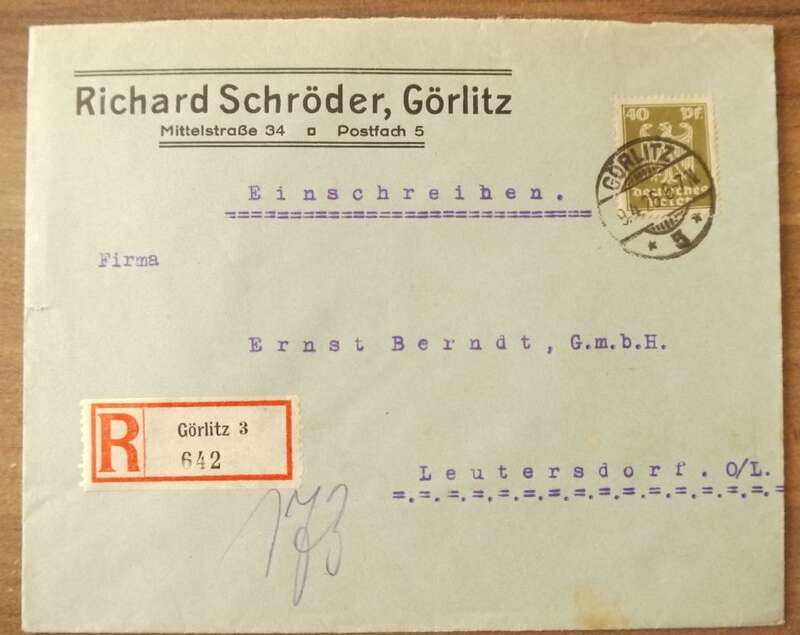 Richard Schröder, Görlitz
Mittelstraße 34 ¤ Postfach 5
40 Pf.
Deutsches
Reich
GÖRLITZ
* 5 *
Einschreiben.
Firma
Ernst Berndt, G.m.b.H.
R
Görlitz 3
642
Leutersdorf. O/L.
173